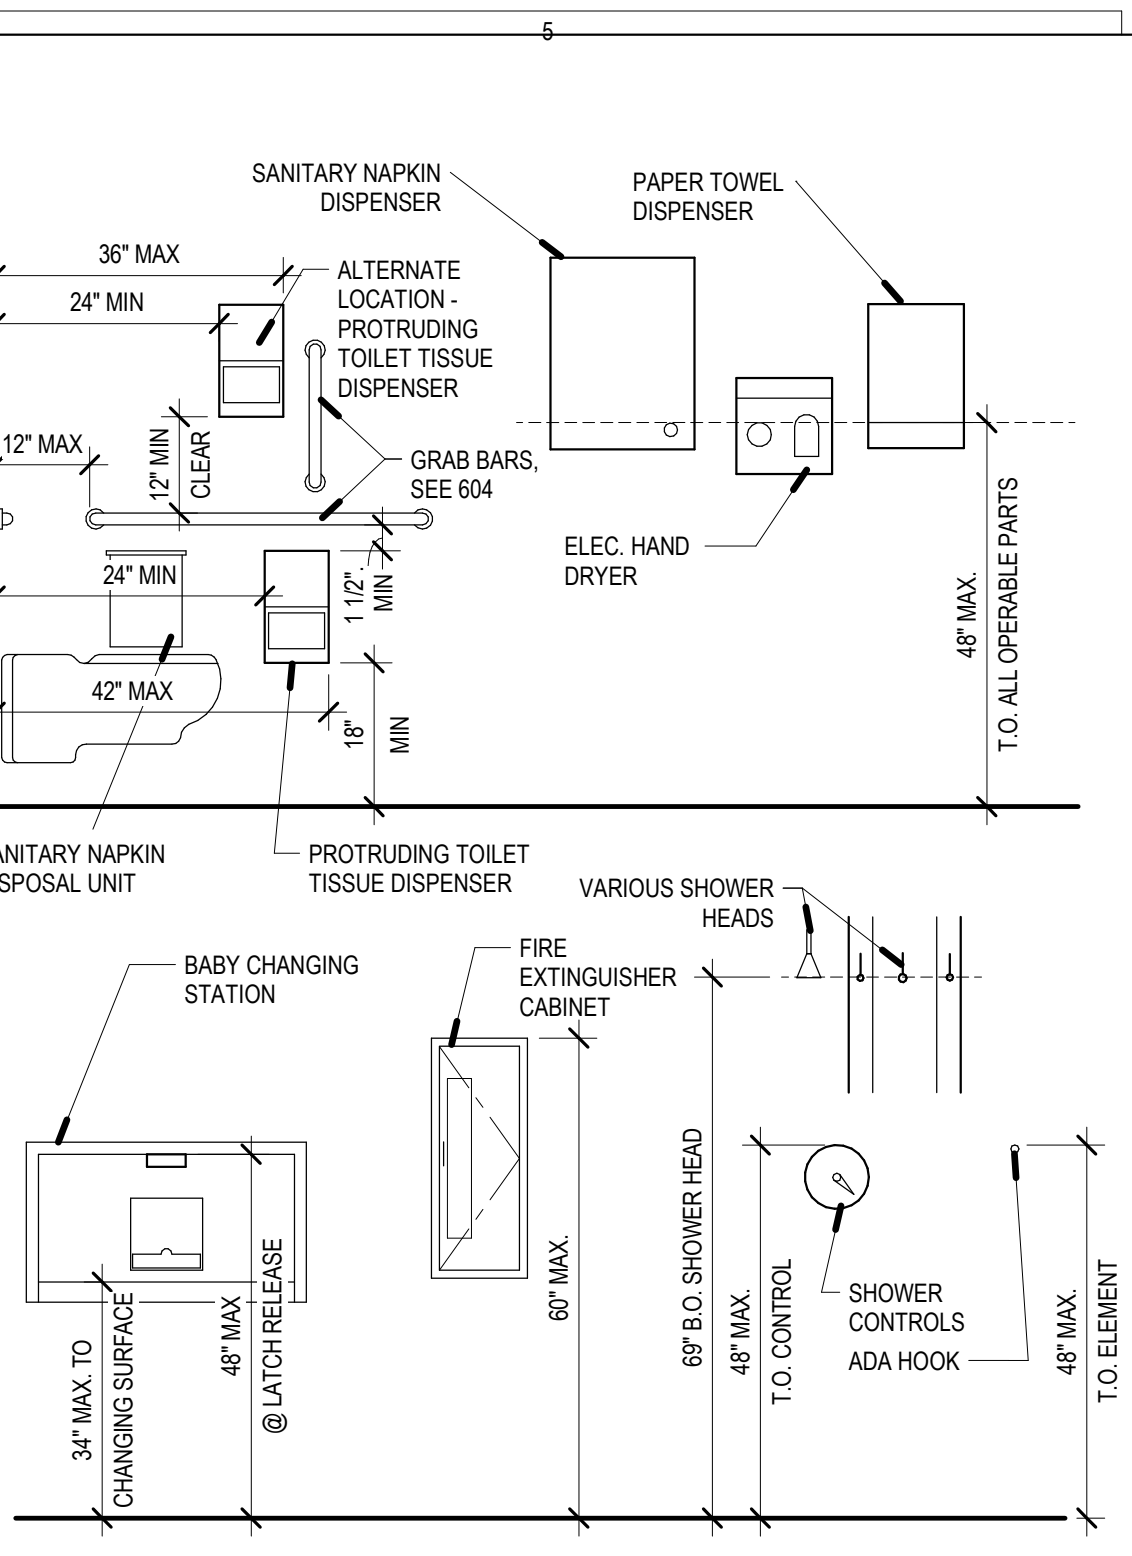 5
SANITARY NAPKIN
DISPENSER
PAPER TOWEL
DISPENSER
36" MAX
24" MIN
ALTERNATE
LOCATION -
PROTRUDING
TOILET TISSUE
DISPENSER
12" MAX
12" MIN
CLEAR
GRAB BARS,
SEE 604
ELEC. HAND
DRYER
24" MIN
1 1/2".
MIN
48" MAX.
T.O. ALL OPERABLE PARTS
42" MAX
18"
MIN
ANITARY NAPKIN
SPOSAL UNIT
PROTRUDING TOILET
TISSUE DISPENSER
VARIOUS SHOWER
HEADS
BABY CHANGING
STATION
FIRE
EXTINGUISHER
CABINET
34" MAX. TO
CHANGING SURFACE
48" MAX
@ LATCH RELEASE
60" MAX.
69" B.O. SHOWER HEAD
48" MAX.
T.O. CONTROL
SHOWER
CONTROLS
ADA HOOK
48" MAX.
T.O. ELEMENT